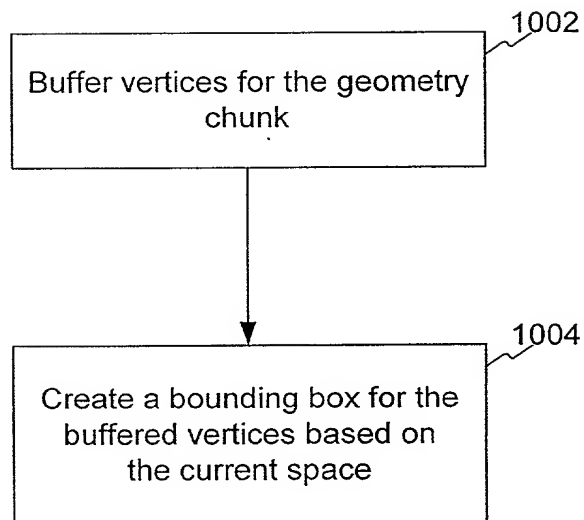 1002
Buffer vertices for the geometry
chunk
1004
Create a bounding box for the
buffered vertices based on
the current space